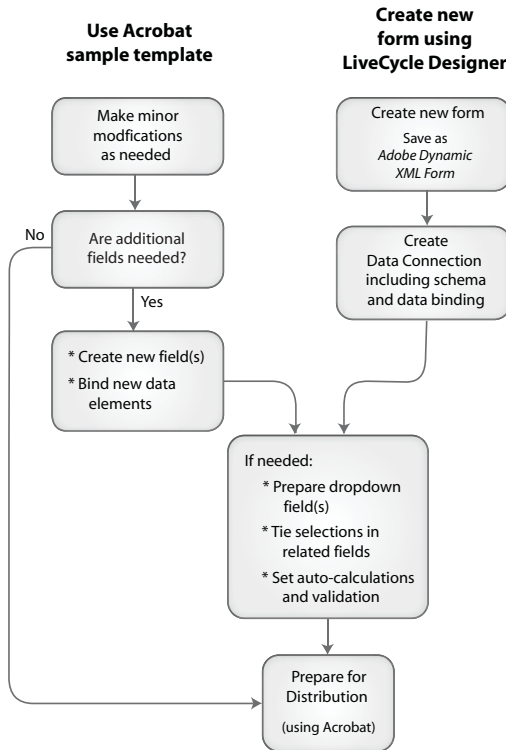 Use Acrobat
sample template
Create new
form using
LiveCycle Designer
Make minor
modfications
as needed
Create new form
Save as
Adobe Dynamic
XML Form
No
Are additional
fields needed?
Create
Data Connection
including schema
and data binding
Yes
* Create new field(s)
* Bind new data
elements
If needed:
* Prepare dropdown
field(s)
* Tie selections in
related fields
* Set auto-calculations
and validation
Prepare for
Distribution
(using Acrobat)